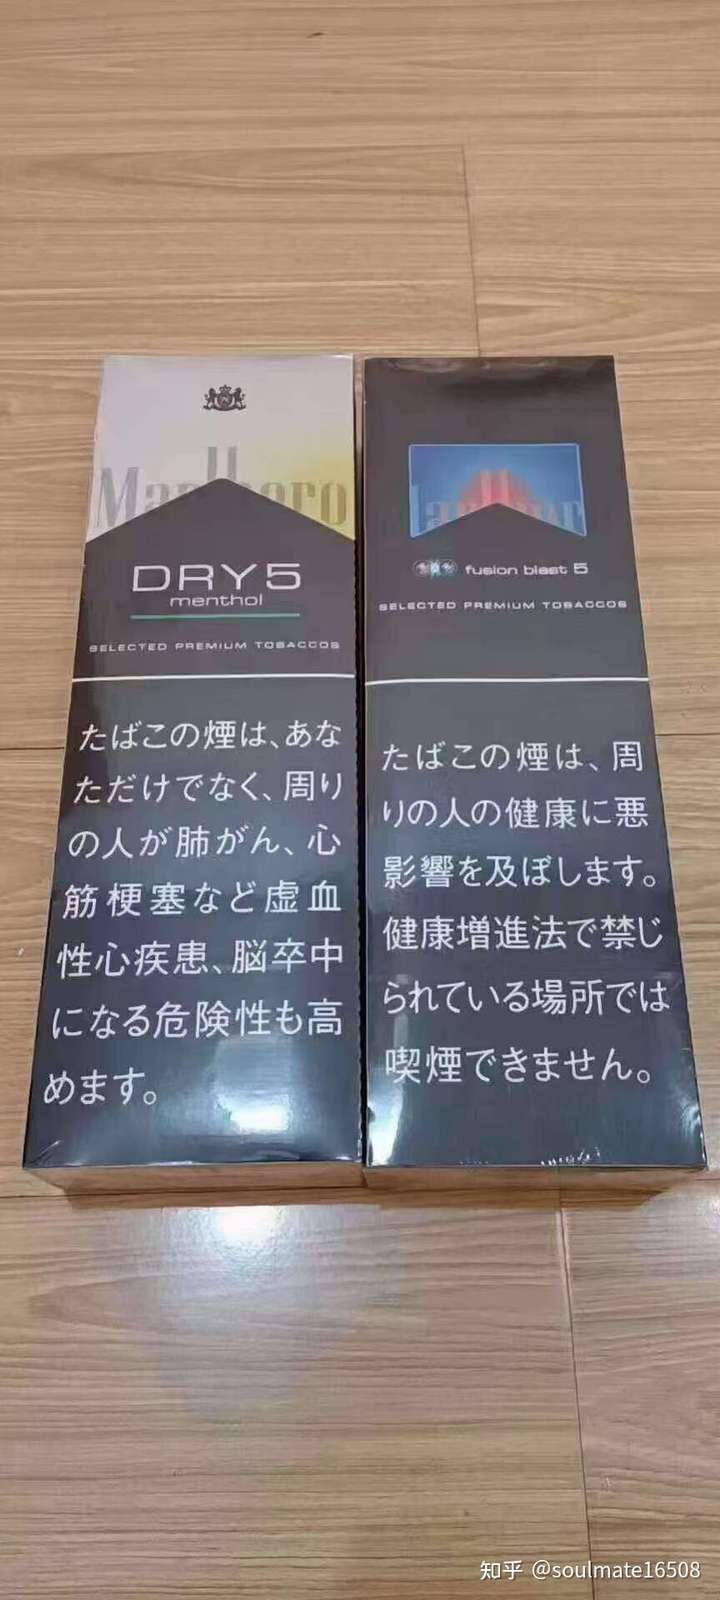 Marlboro
DRY5
menthol
SELECTED PREMIUM TOBACCOS
たばこの煙は、あな
ただけでなく、周り
の人が肺がん、心
筋梗塞など虚血
性心疾患、脳卒中
になる危険性も高
めます。
fusion blast 5
SELECTED PREMIUM TOBACCOS
たばこの煙は、周
りの人の健康に悪
影響を及ぼします。
健康増進法で禁じ
られている場所では
喫煙できません。
知乎 @soulmate16508